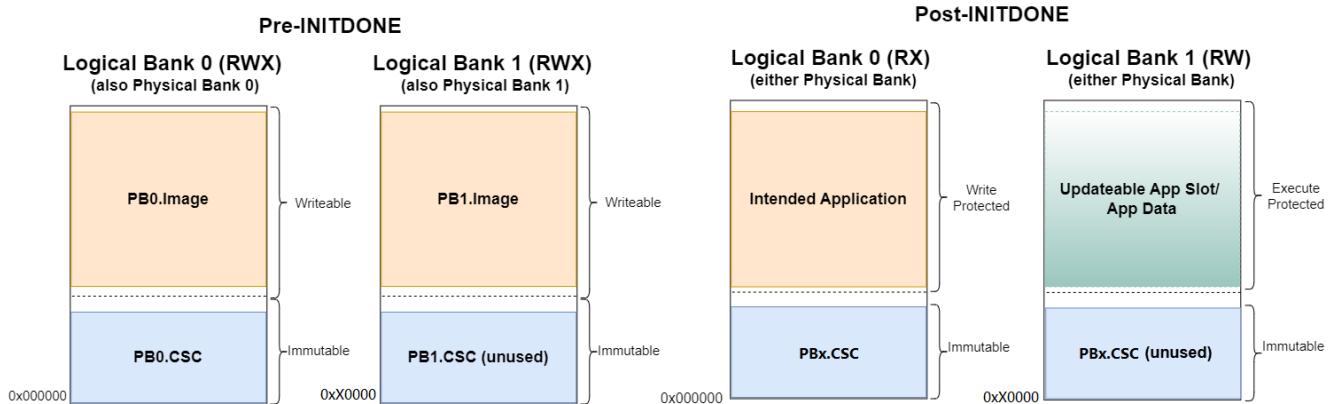 Pre-INITDONE
Logical Bank 0 (RWX)
(also Physical Bank 0)
PB0.Image
Writeable
PB0.CSC
Immutable
0x000000
Logical Bank 1 (RWX)
(also Physical Bank 1)
PB1.Image
Writeable
PB1.CSC (unused)
Immutable
0xX0000
Post-INITDONE
Logical Bank 0 (RX)
(either Physical Bank)
Intended Application
Write
Protected
PBx.CSC
Immutable
0x000000
Logical Bank 1 (RW)
(either Physical Bank)
Updateable App Slot/
App Data
Execute
Protected
PBx.CSC (unused)
Immutable
0xX0000